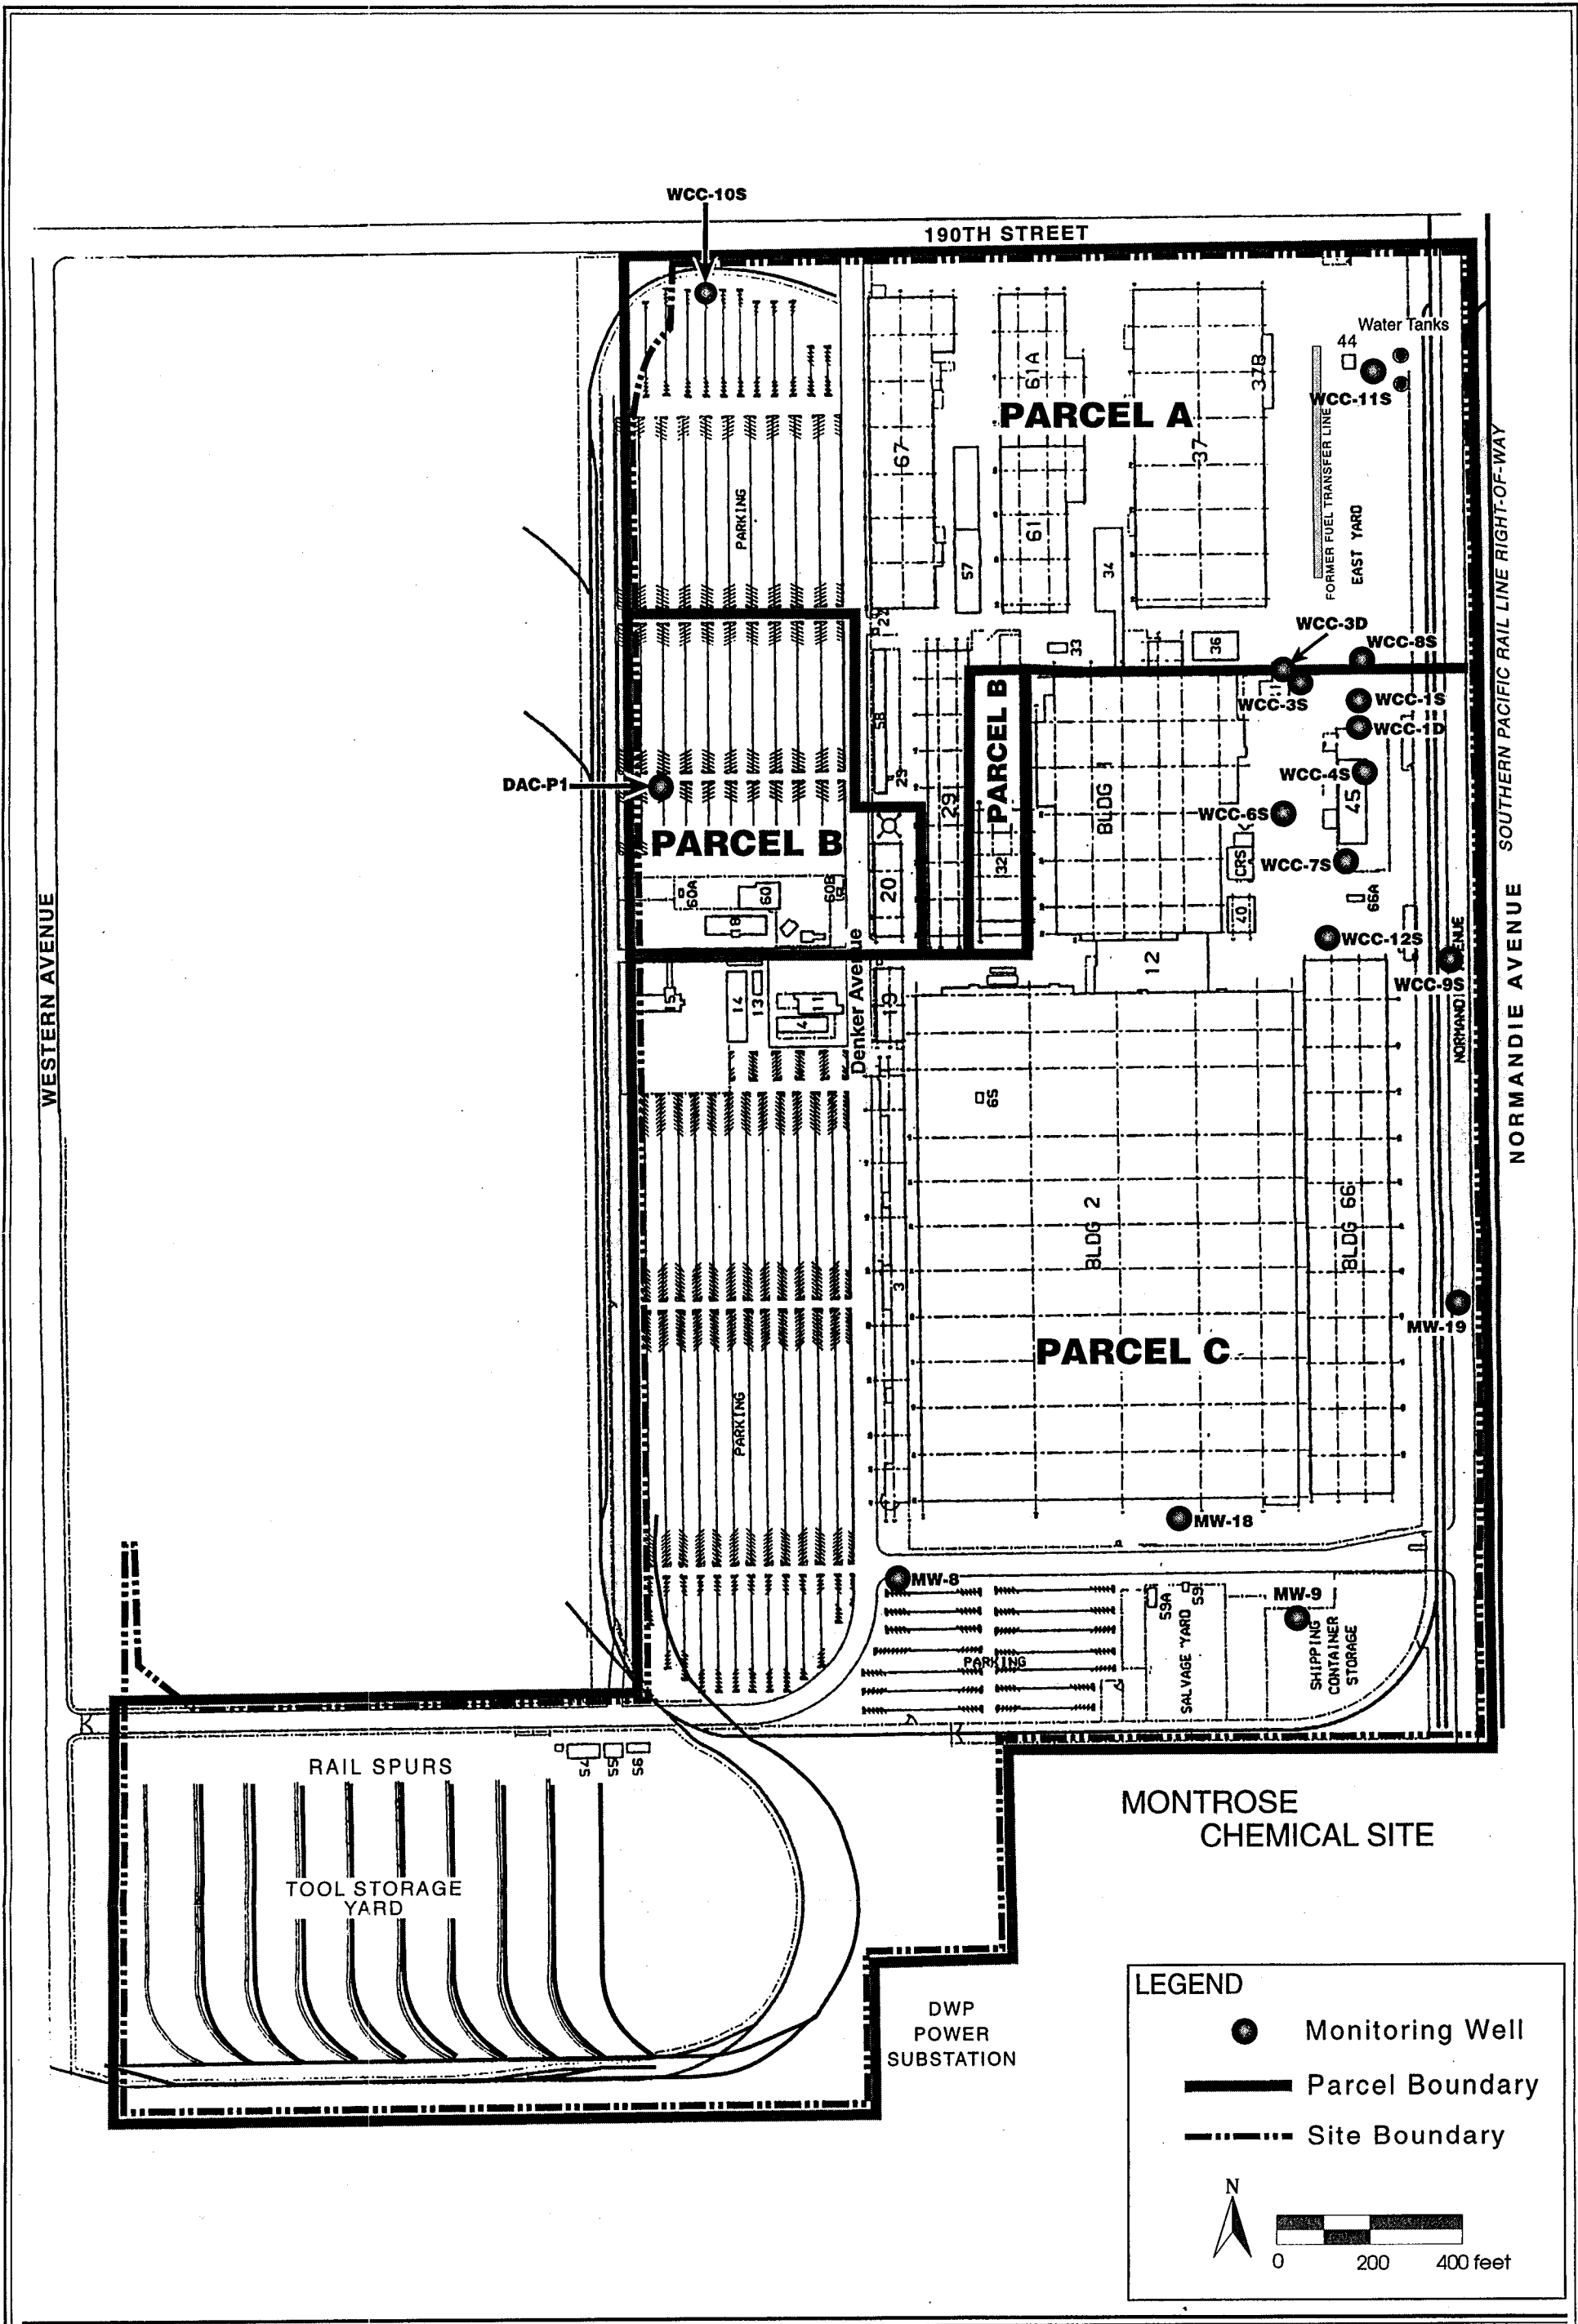 WCC-10S
190TH STREET
Water Tanks
44
WCC-11S
61A
37B
PARCEL A
67
37
PARKING
61
57
34
FORMER FUEL TRANSFER LINE
EAST YARD
SOUTHERN PACIFIC RAIL LINE RIGHT-OF-WAY
27
33
36
WCC-3D
WCC-8S
WCC-3S
WCC-1S
WCC-1D
58
PARCEL B
DAC-P1
29
BLDG 1
WCC-4S
45
WCC-6S
PARCEL B
32
CRS
WCC-7S
60A
60
60B
20
40
66A
18
WCC-12S
WESTERN AVENUE
Denker Avenue
12
WCC-9S
NORMANDIE AVENUE
15
14
13
11
4
19
65
BLDG 2
BLDG 66
3
MW-19
PARCEL C
PARKING
MW-18
MW-8
MW-9
59A
59
PARKING
SALVAGE YARD
SHIPPING
CONTAINER
STORAGE
RAIL SPURS
MONTROSE
CHEMICAL SITE
TOOL STORAGE
YARD
DWP
POWER
SUBSTATION
LEGEND
Monitoring Well
Parcel Boundary
Site Boundary
N
0 200 400 feet